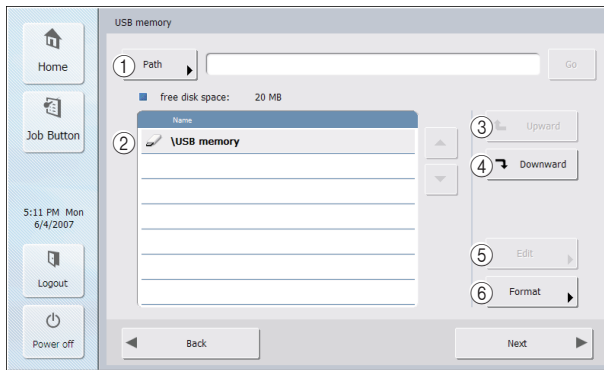 USB memory
Home
Job Button
5:11 PM Mon
6/4/2007
Logout
Power off
① Path
Go
free disk space: 20 MB
Name
② \USB memory
③ Upward
④ Downward
⑤ Edit
⑥ Format
Back
Next